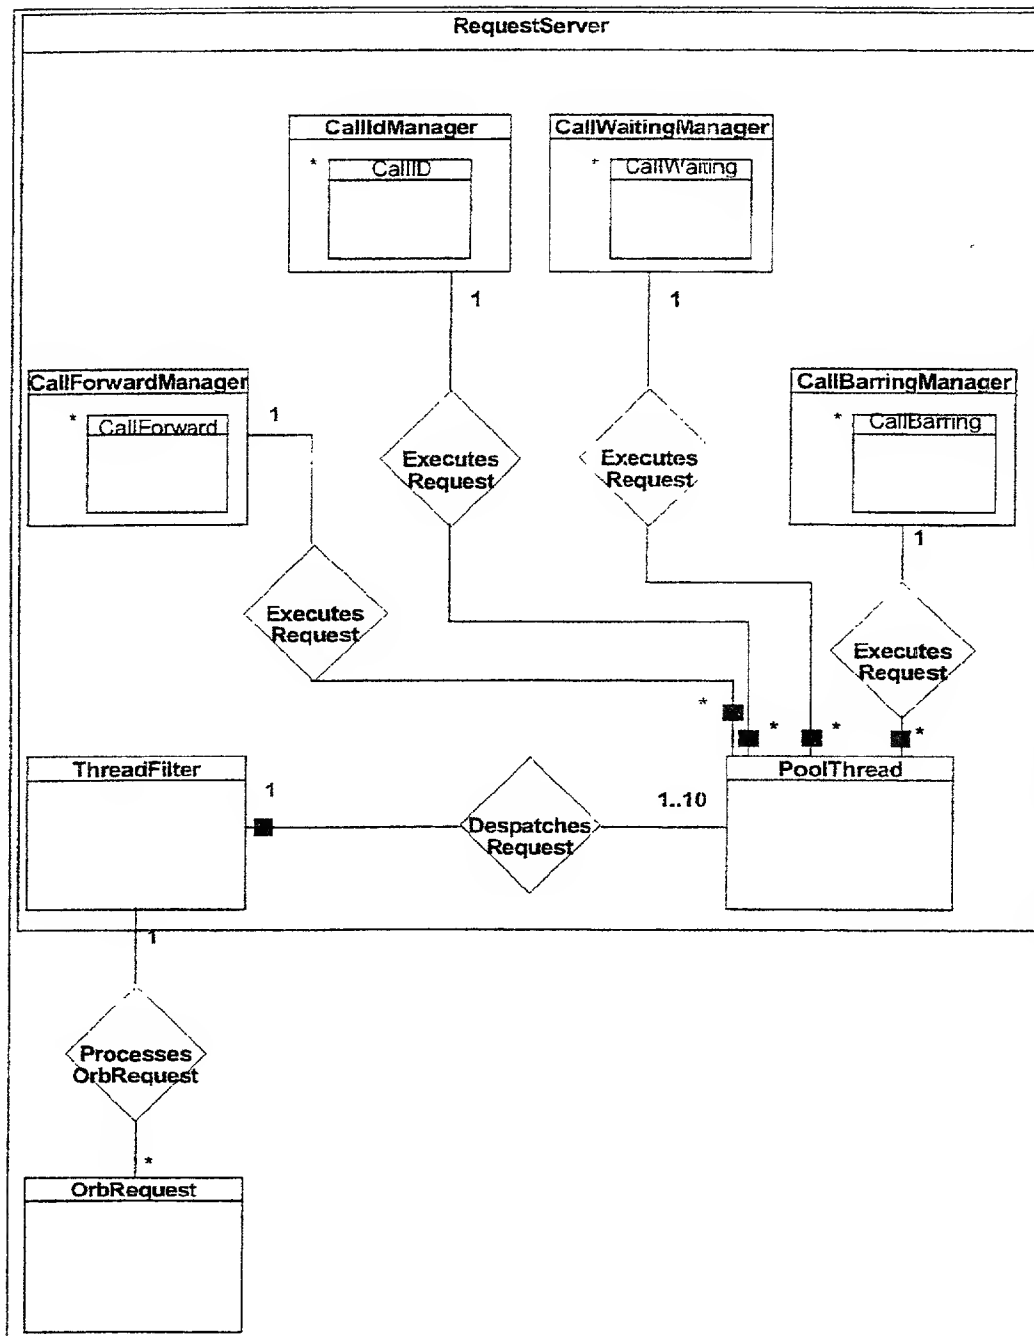 RequestServer
CallIdManager
* CallID
1
CallWaitingManager
* CallWaiting
1
CallForwardManager
* CallForward
1
CallBarringManager
* CallBarring
1
Executes
Request
Executes
Request
Executes
Request
Executes
Request
*
*
*
*
ThreadFilter
1
Despatches
Request
1..10
PoolThread
1
Processes
OrbRequest
*
OrbRequest